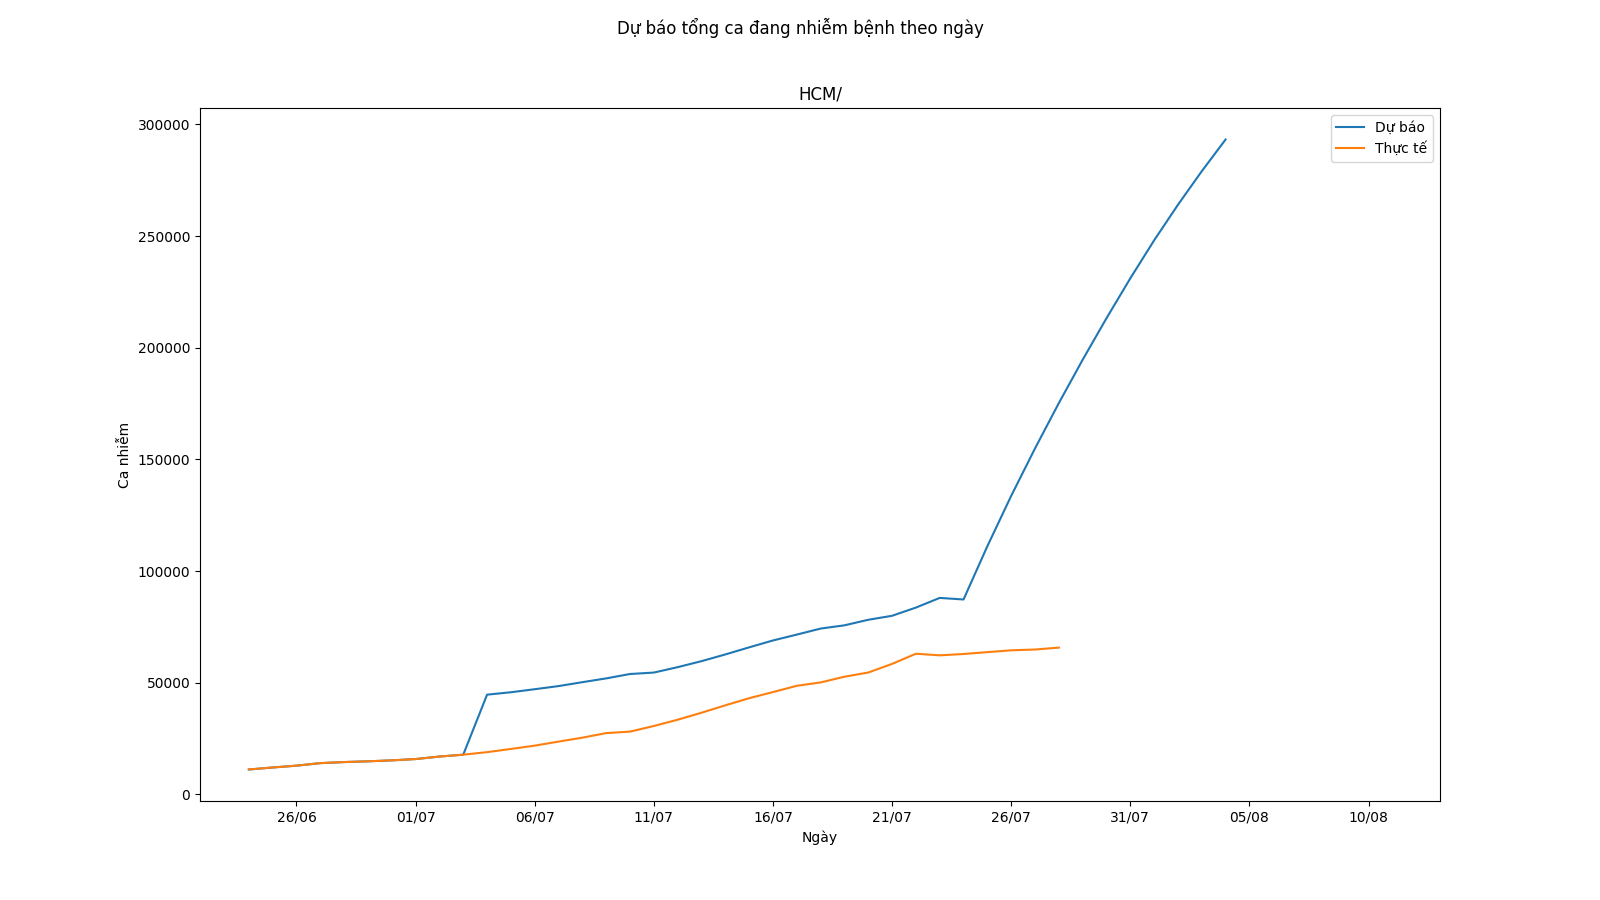 Dự báo tổng ca đang nhiễm bệnh theo ngày
HCM/
Dự báo
Thực tế
300000
250000
200000
150000
100000
50000
0
Ca nhiễm
26/06
01/07
06/07
11/07
16/07
21/07
26/07
31/07
05/08
10/08
Ngày